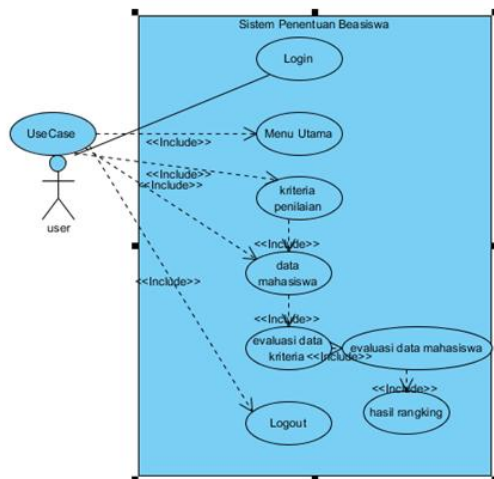 Sistem Penentuan Beasiswa
Login
UseCase
Menu Utama
<<Include>>
<<Include>>
<<Include>>
kriteria
penilaian
user
<<Include>>
data
mahasiswa
<<Include>>
<<Include>>
evaluasi data
kriteria
<<Include>>
evaluasi data mahasiswa
<<Include>>
hasil rangking
Logout